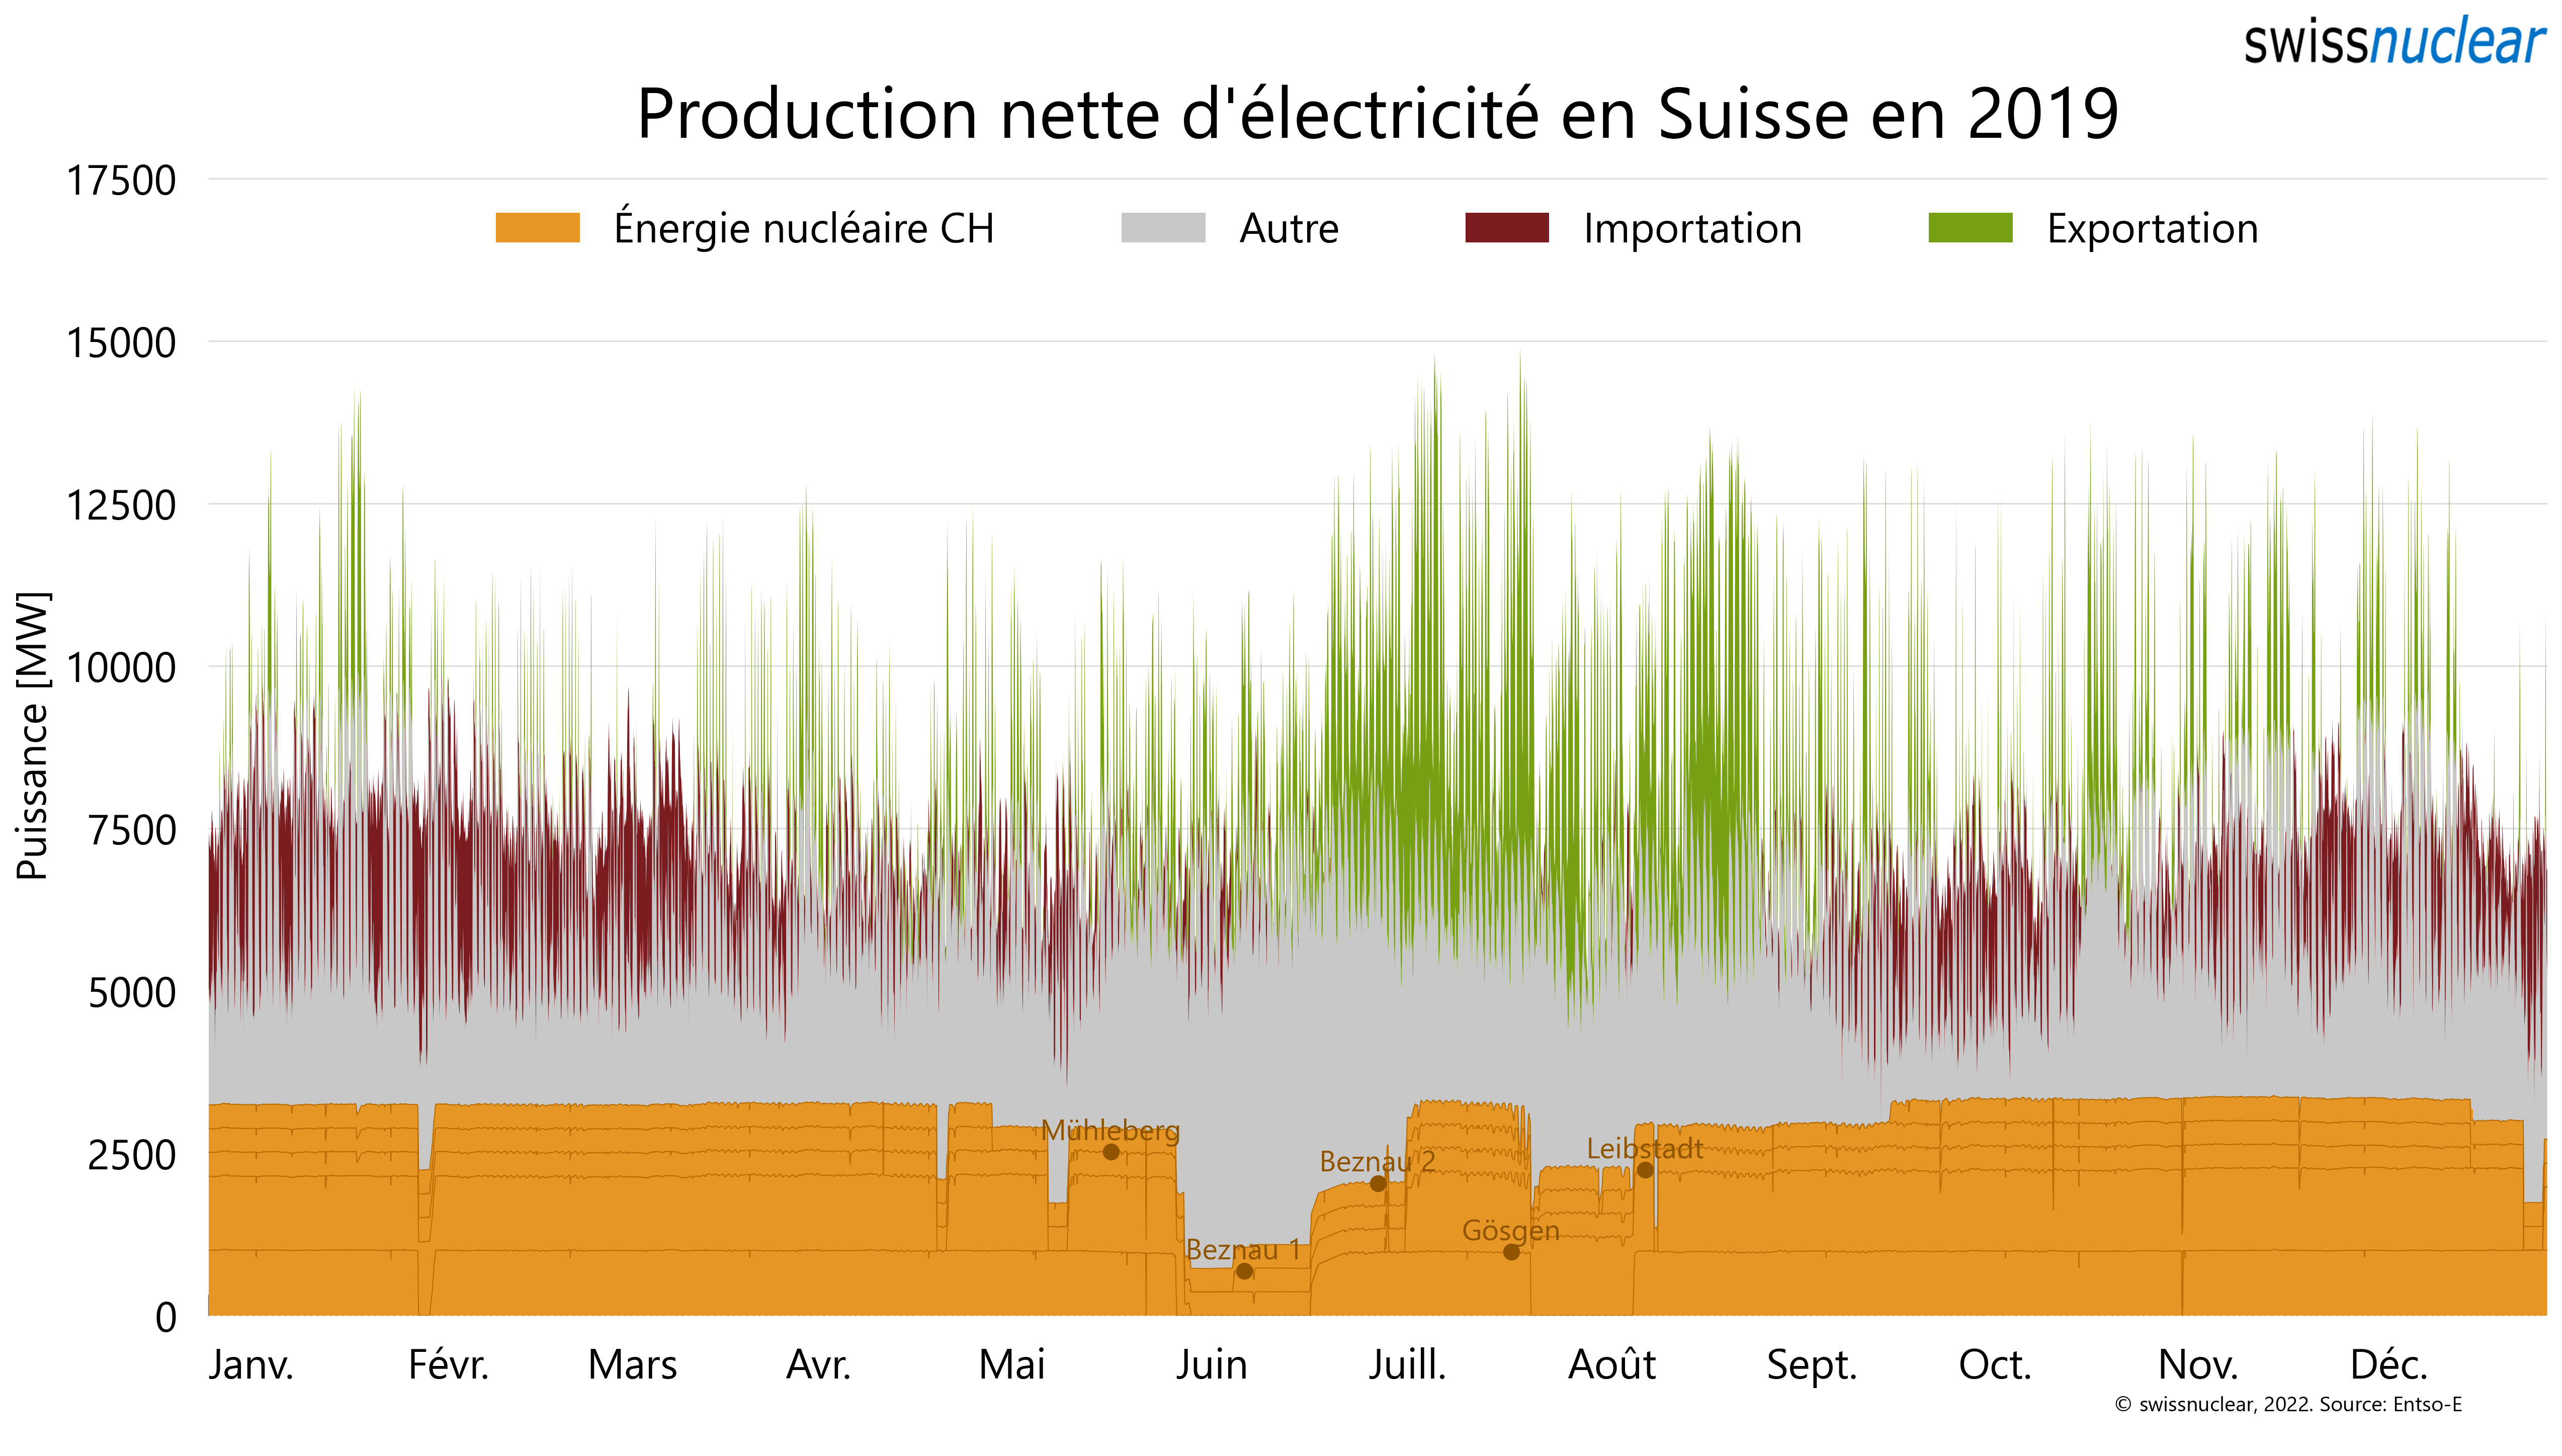 swissnuclear
Production nette d'électricité en Suisse en 2019
17500
Énergie nucléaire CH Autre Importation Exportation
15000
12500
10000
7500
5000
2500
0
Puissance [MW]
Mühleberg
Leibstadt
Beznau 2
Gösgen
Beznau 1
Janv. Févr. Mars Avr. Mai Juin Juill. Août Sept. Oct. Nov. Déc.
© swissnuclear, 2022. Source: Entso-E